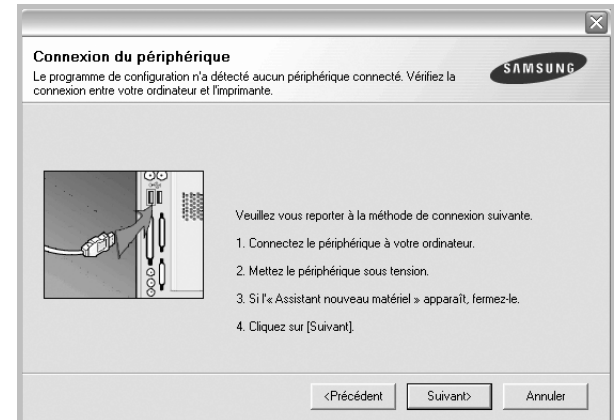 Connexion du périphérique
Le programme de configuration n'a détecté aucun périphérique connecté. Vérifiez la
connexion entre votre ordinateur et l'imprimante.
SAMSUNG
Veuillez vous reporter à la méthode de connexion suivante.
1. Connectez le périphérique à votre ordinateur.
2. Mettez le périphérique sous tension.
3. Si l'« Assistant nouveau matériel » apparaît, fermez-le.
4. Cliquez sur [Suivant].
<Précédent
Suivant>
Annuler